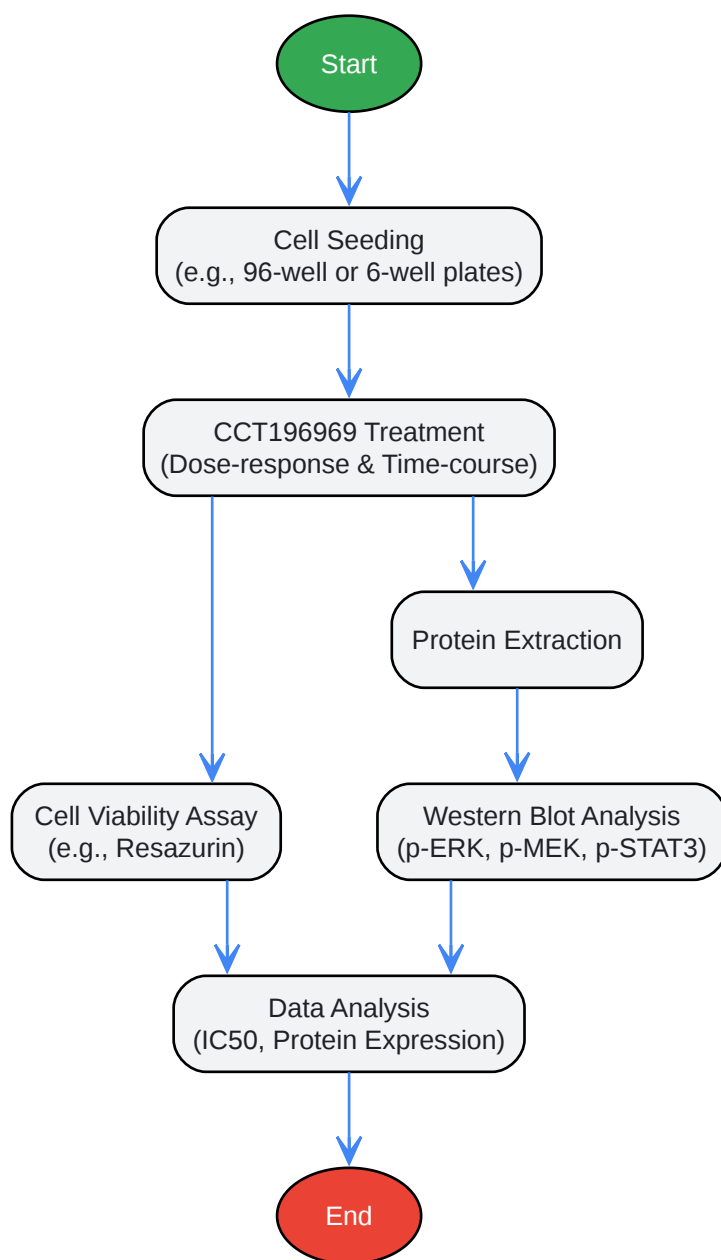 Start
Cell Seeding
(e.g., 96-well or 6-well plates)
CCT196969 Treatment
(Dose-response & Time-course)
Protein Extraction
Cell Viability Assay
(e.g., Resazurin)
Western Blot Analysis
(p-ERK, p-MEK, p-STAT3)
Data Analysis
(IC50, Protein Expression)
End